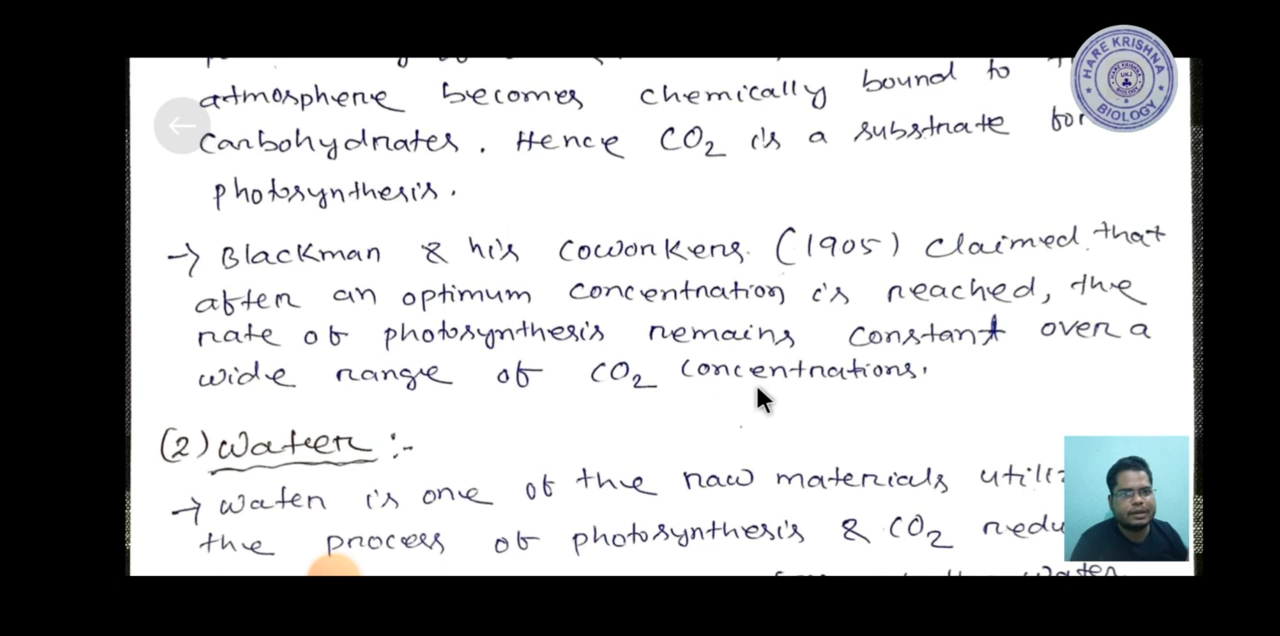 atmosphere becomes chemically bound to
carbohydrates. Hence CO2 is a substrate for
photosynthesis.
→ Blackman & his coworkers. (1905) claimed that
after an optimum concentration is reached, the
rate of photosynthesis remains constant over a
wide range of CO2 concentrations.
(2) Water :-
→ Water is one of the raw materials
the process of photosynthesis & CO2
water
HARE KRISHNA
BIOLOGY
UKJ